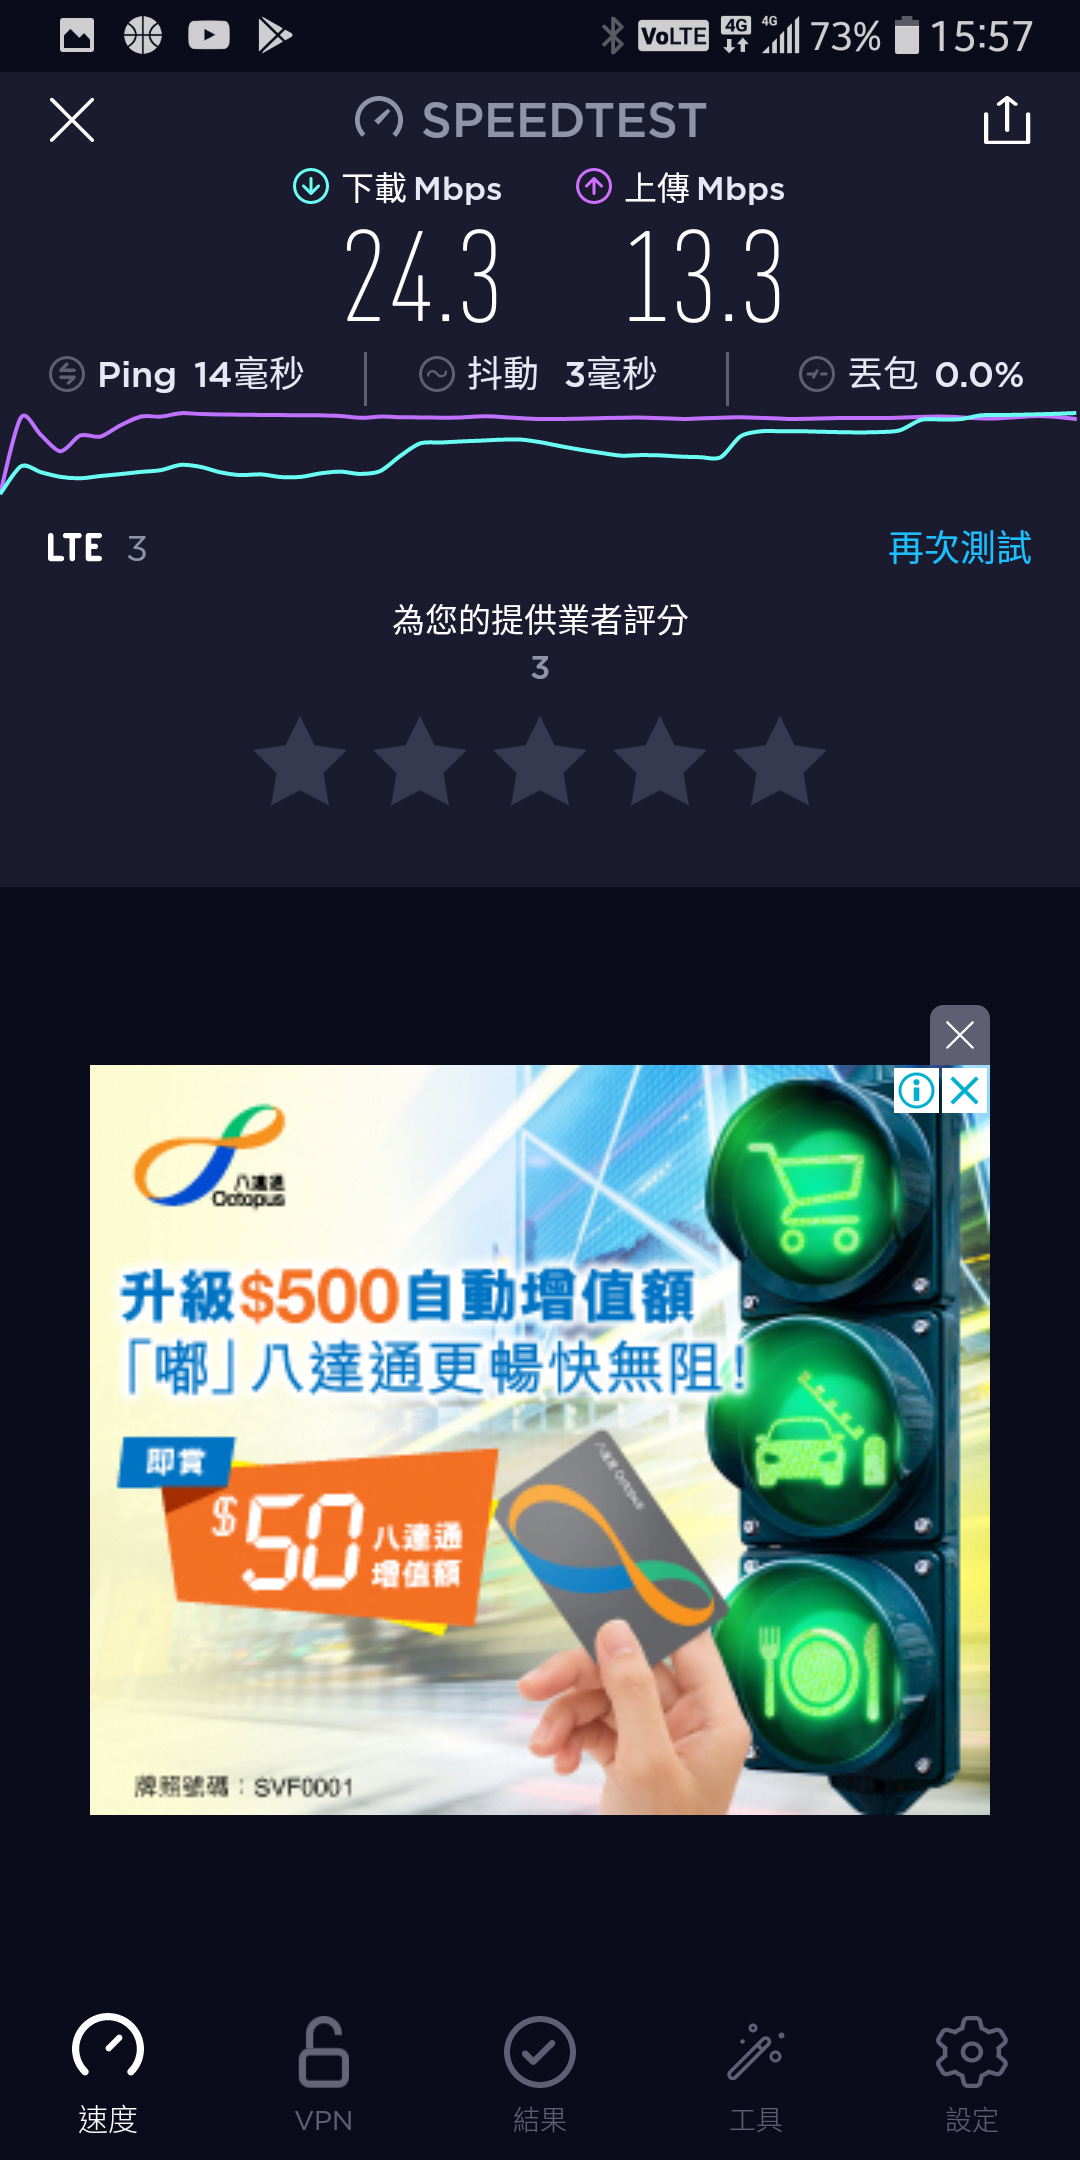 VoLTE 4G 4G 73% 15:57
SPEEDTEST
下載 Mbps 上傳 Mbps
24.3 13.3
Ping 14毫秒 抖動 3毫秒 丟包 0.0%
LTE 3 再次測試
為您的提供業者評分
3
八達通
Octopus
升級$500自動增值額
「嘟」八達通更暢快無阻!
即賞
$50 八達通
增值額
八達通 Octopus
牌照號碼：SVF0001
速度 VPN 結果 工具 設定